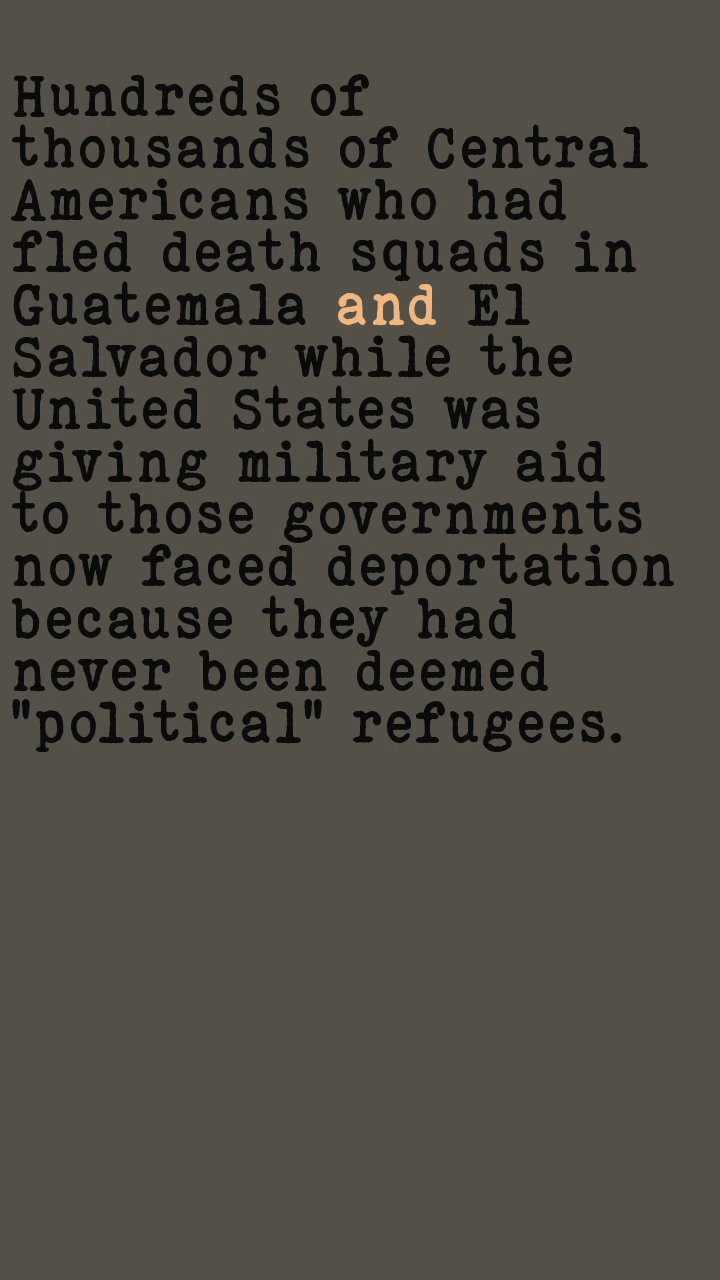 Hundreds of
thousands of Central
Americans who had
fled death squads in
Guatemala and El
Salvador while the
United States was
giving military aid
to those governments
now faced deportation
because they had
never been deemed
"political" refugees.